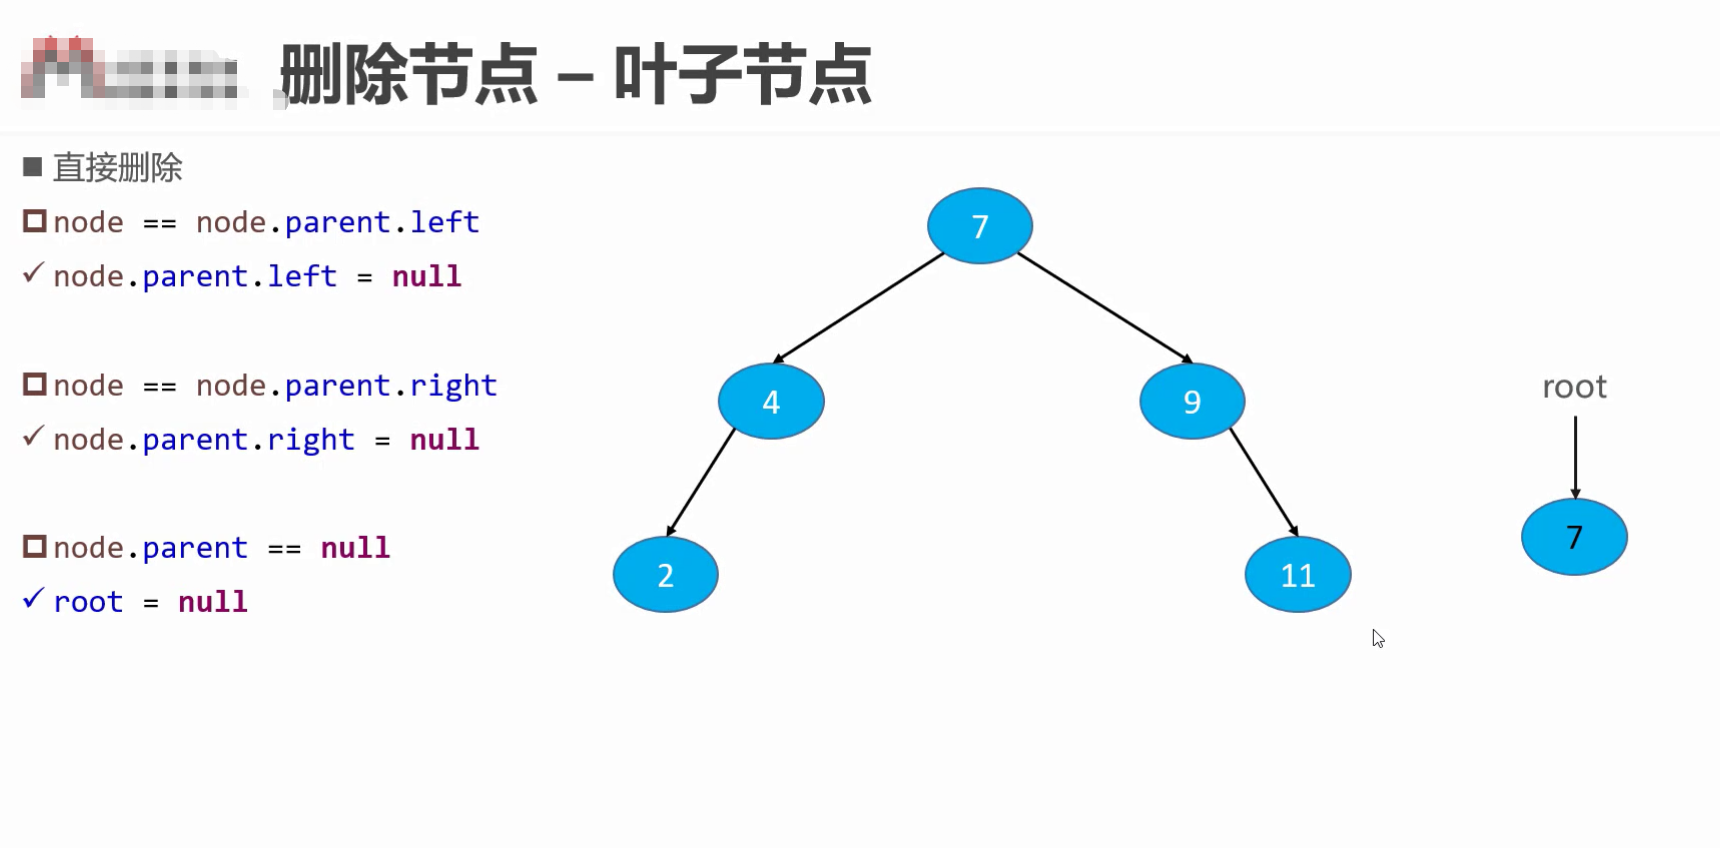 删除节点 – 叶子节点
直接删除
node == node.parent.left
node.parent.left = null
node == node.parent.right
node.parent.right = null
node.parent == null
root = null
7
4
9
2
11
root
7